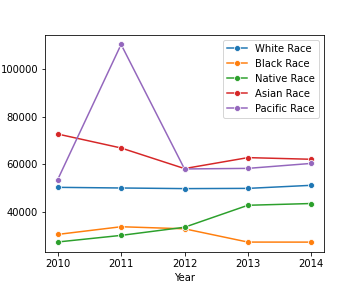 White Race
Black Race
Native Race
Asian Race
Pacific Race
100000
80000
60000
40000
2010 2011 2012 2013 2014
Year